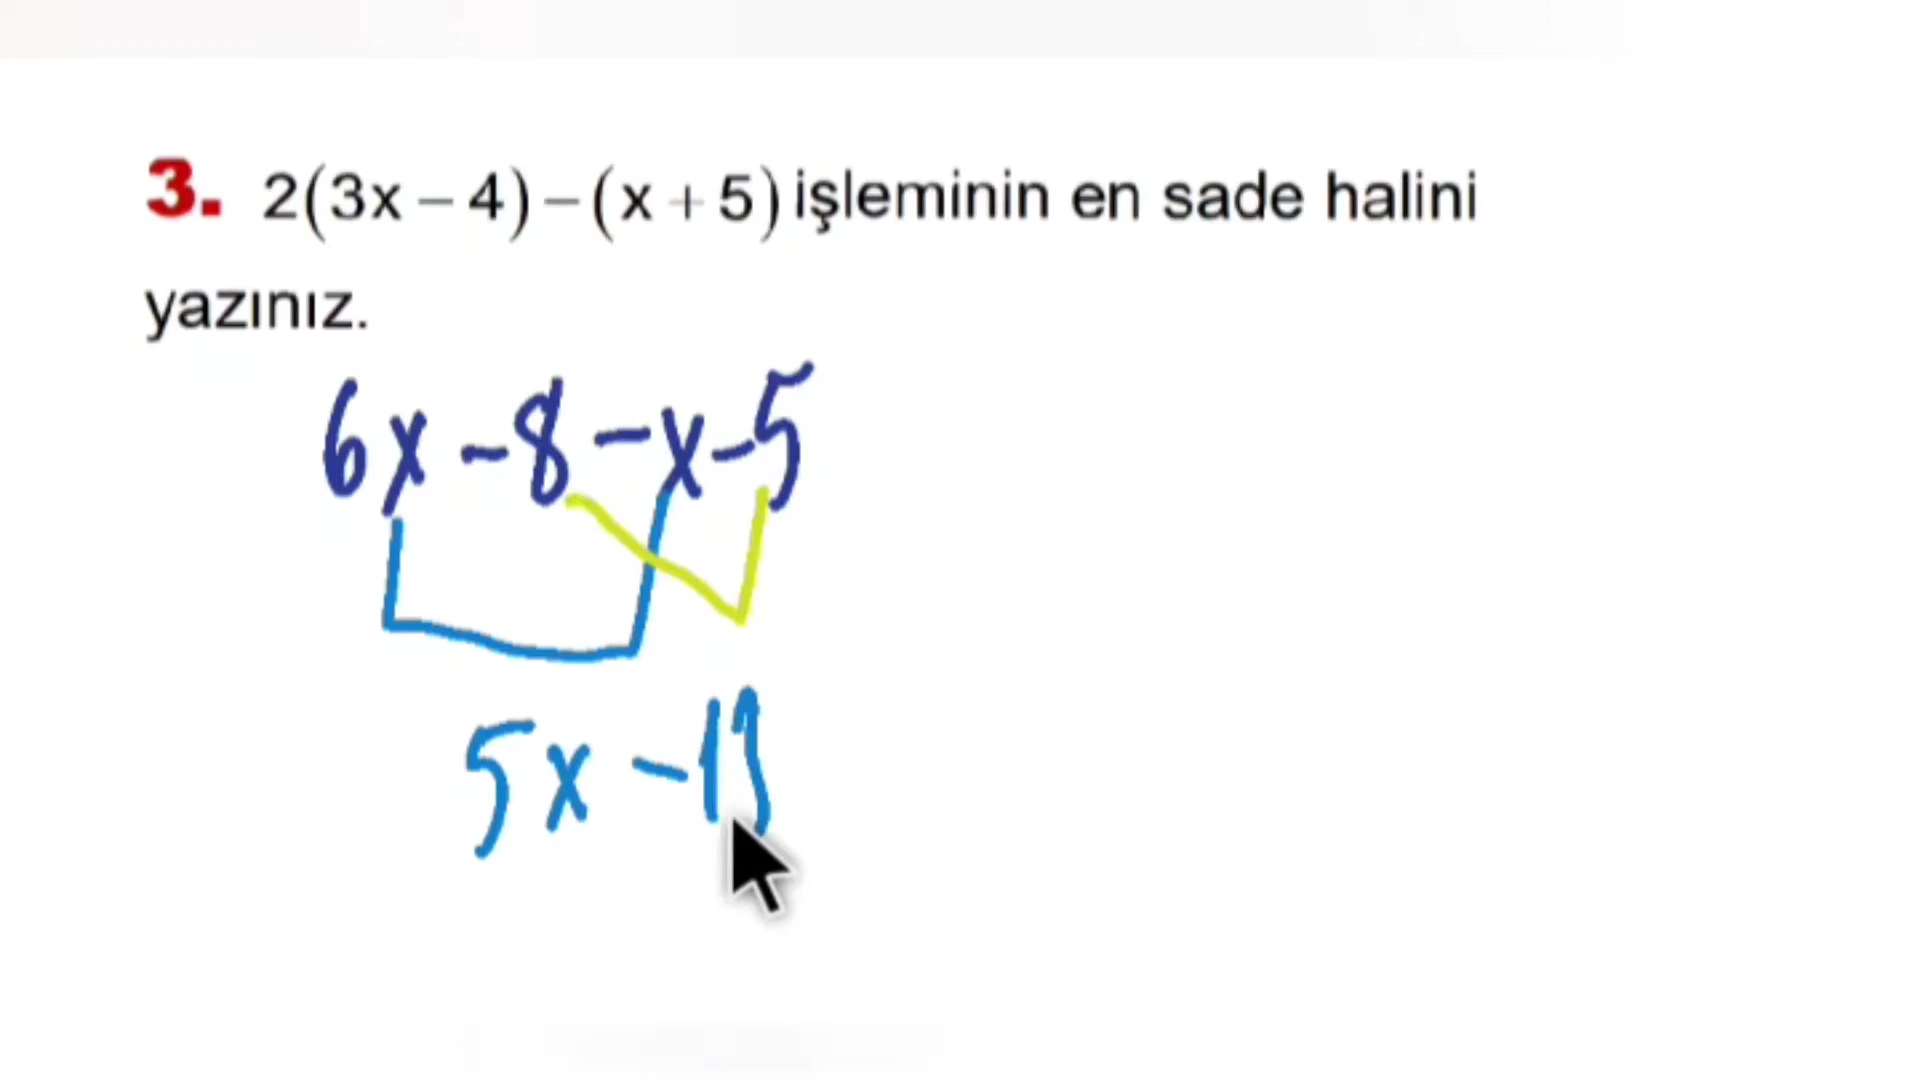 3. 2(3x – 4) – (x + 5) işleminin en sade halini
yazınız.
6x - 8 - x - 5
5x - 13